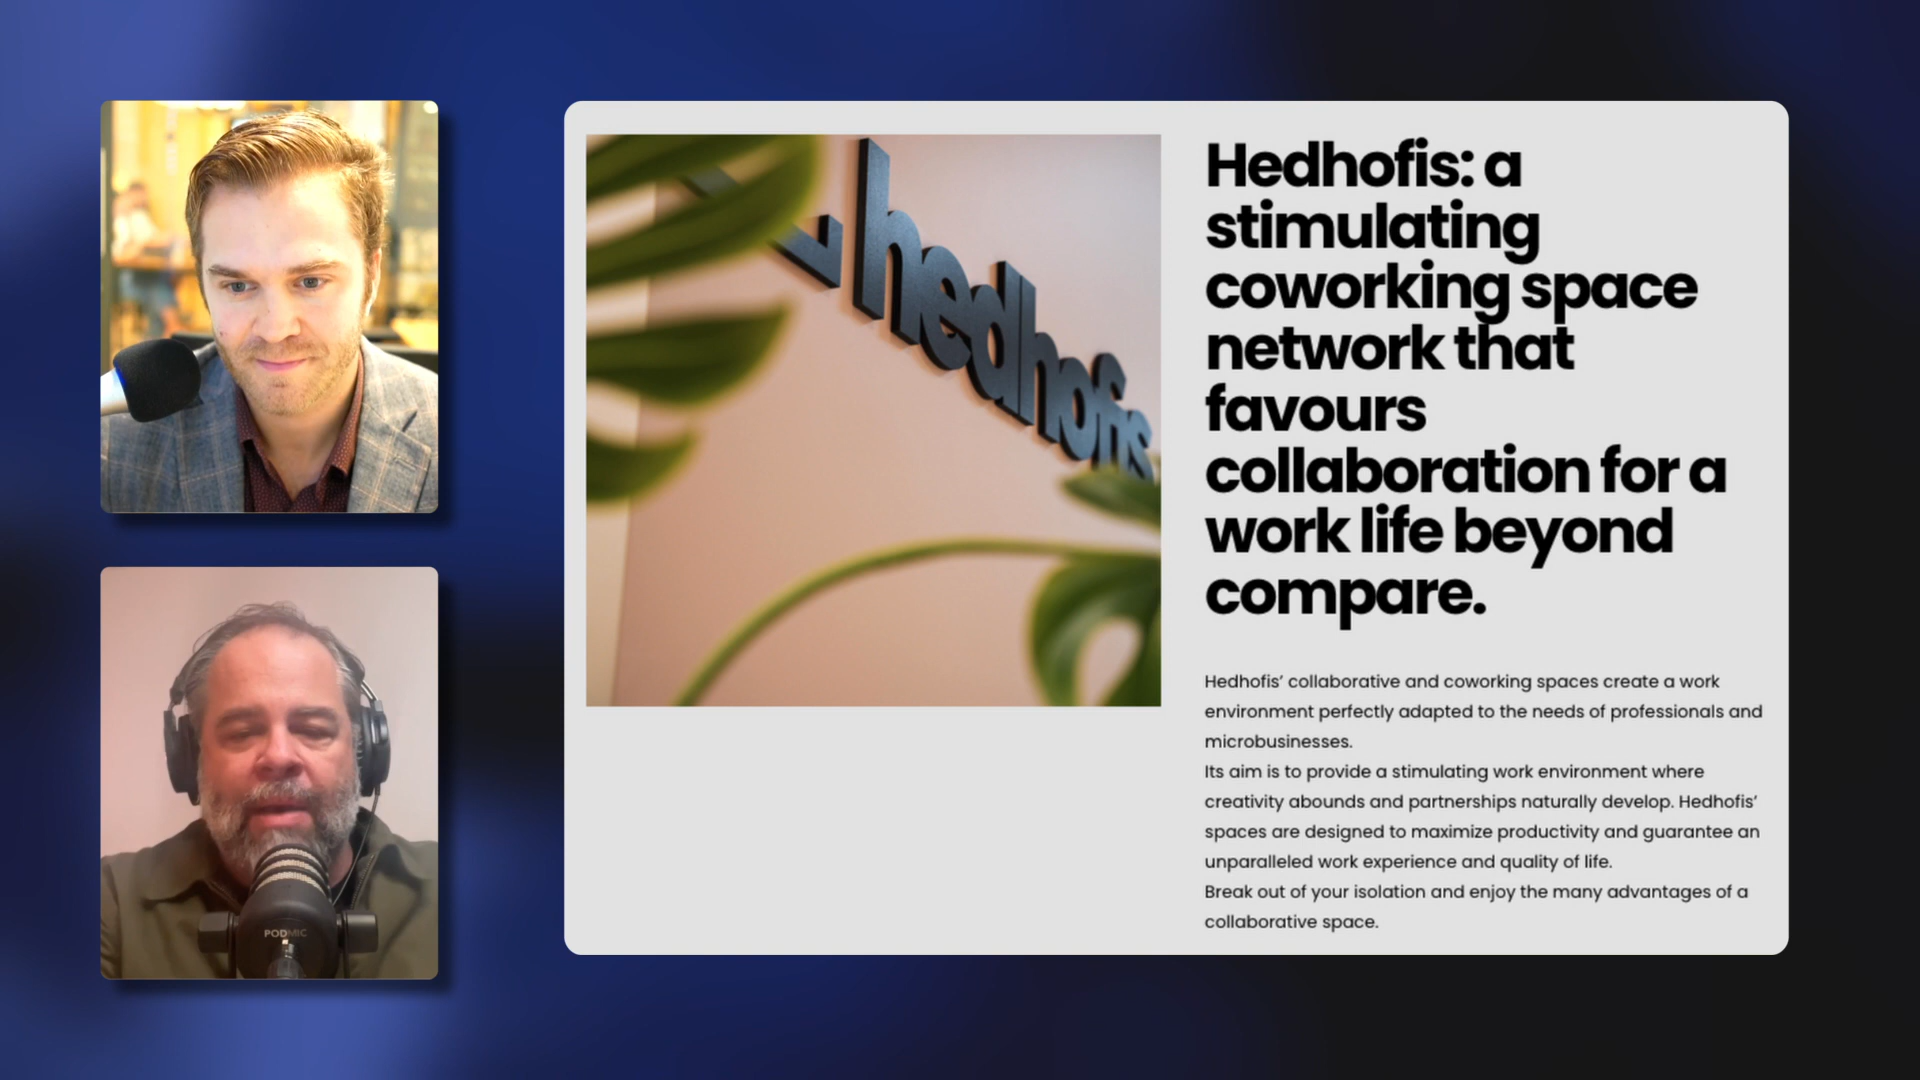 hedhofis
Hedhofis: a
stimulating
coworking space
network that
favours
collaboration for a
work life beyond
compare.
Hedhofis’ collaborative and coworking spaces create a work
environment perfectly adapted to the needs of professionals and
microbusinesses.
Its aim is to provide a stimulating work environment where
creativity abounds and partnerships naturally develop. Hedhofis’
spaces are designed to maximize productivity and guarantee an
unparalleled work experience and quality of life.
Break out of your isolation and enjoy the many advantages of a
collaborative space.
PODMIC